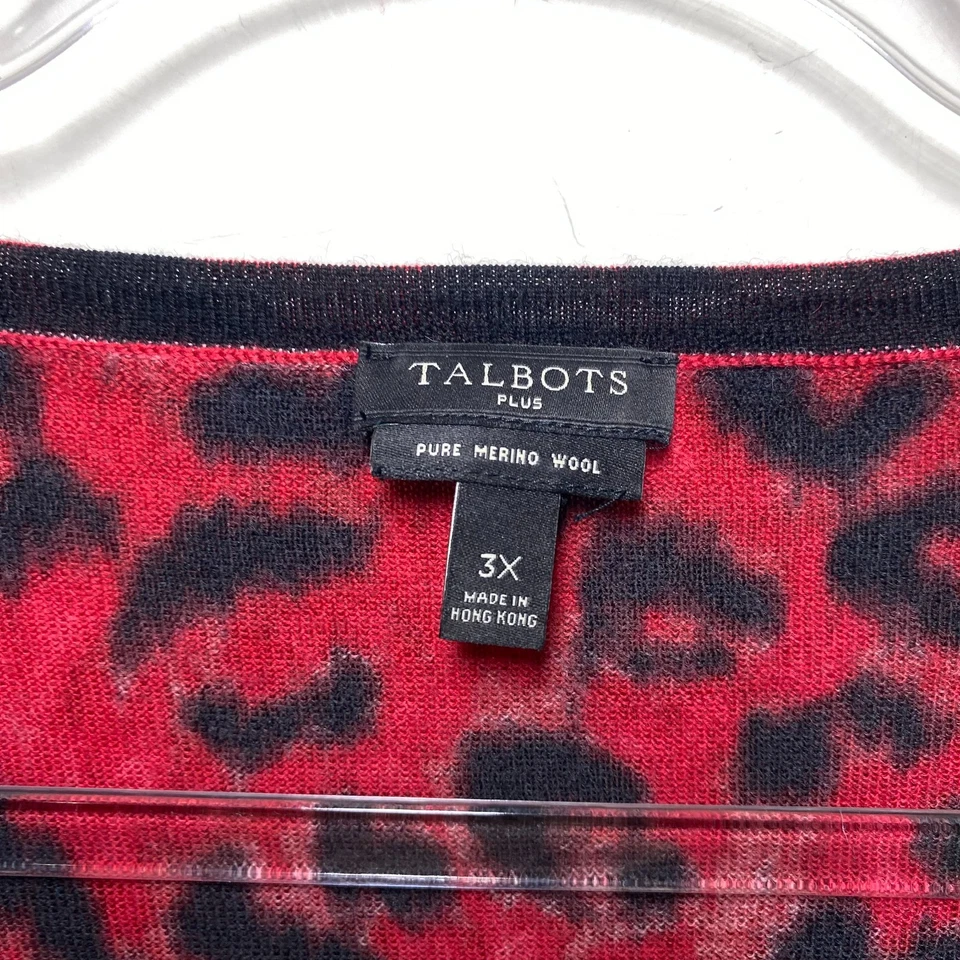 TALBOTS
PLUS
PURE MERINO WOOL
3X
MADE IN
HONG KONG